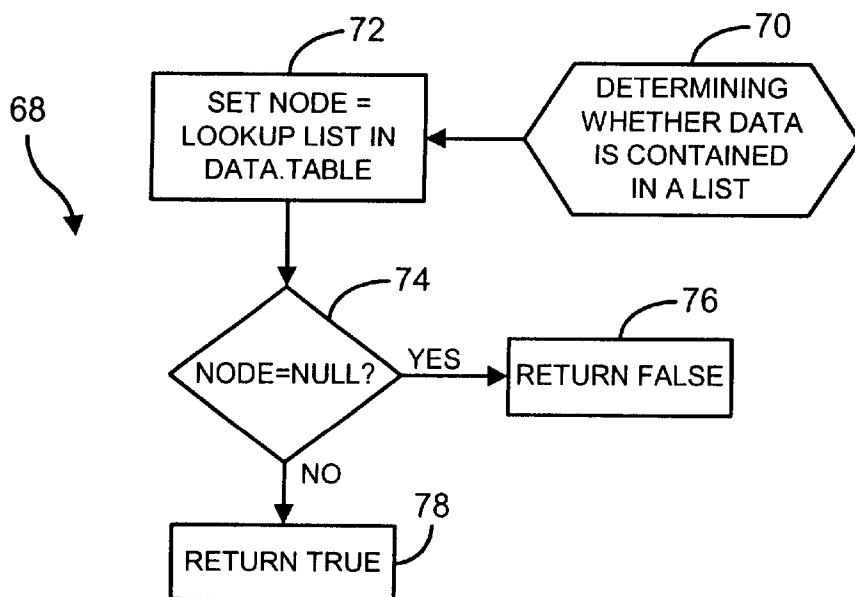 72
70
68
SET NODE =
LOOKUP LIST IN
DATA.TABLE
DETERMINING
WHETHER DATA
IS CONTAINED
IN A LIST
74
76
NODE=NULL?
YES
RETURN FALSE
NO
78
RETURN TRUE